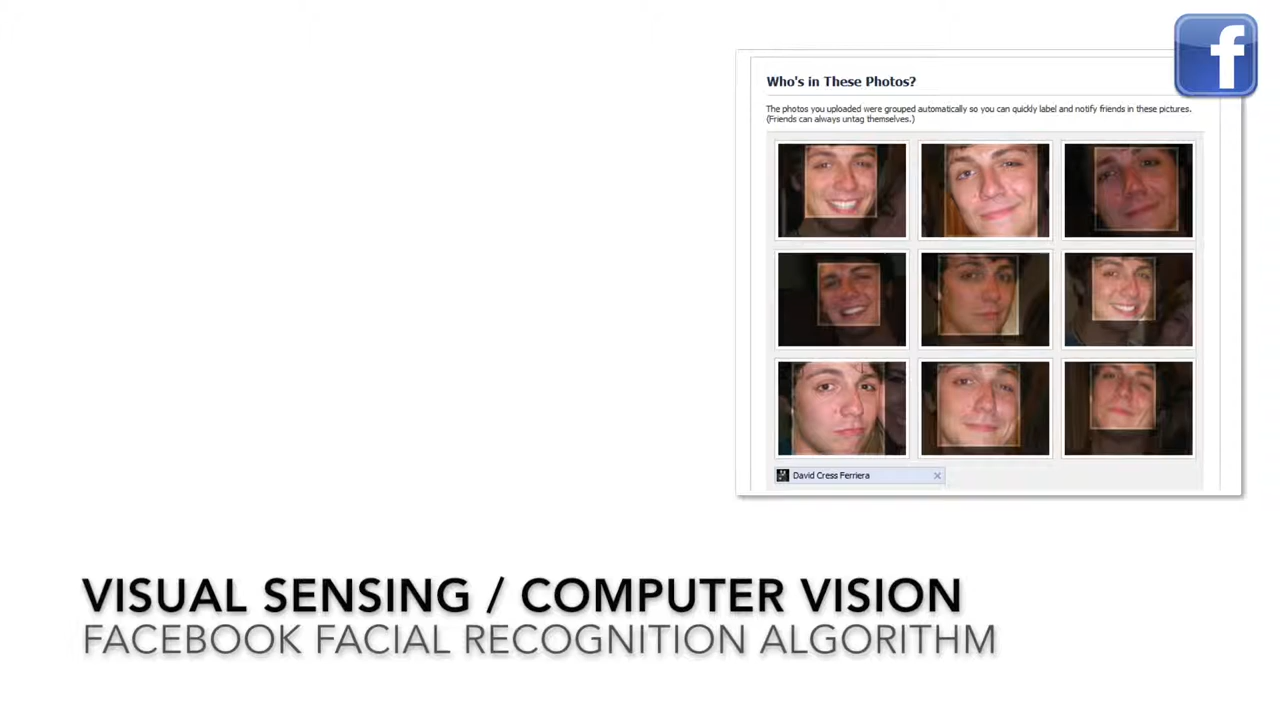 f
Who's in These Photos?
The photos you uploaded were grouped automatically so you can quickly label and notify friends in these pictures.
(Friends can always untag themselves.)
David Cress Ferriera
VISUAL SENSING / COMPUTER VISION
FACEBOOK FACIAL RECOGNITION ALGORITHM